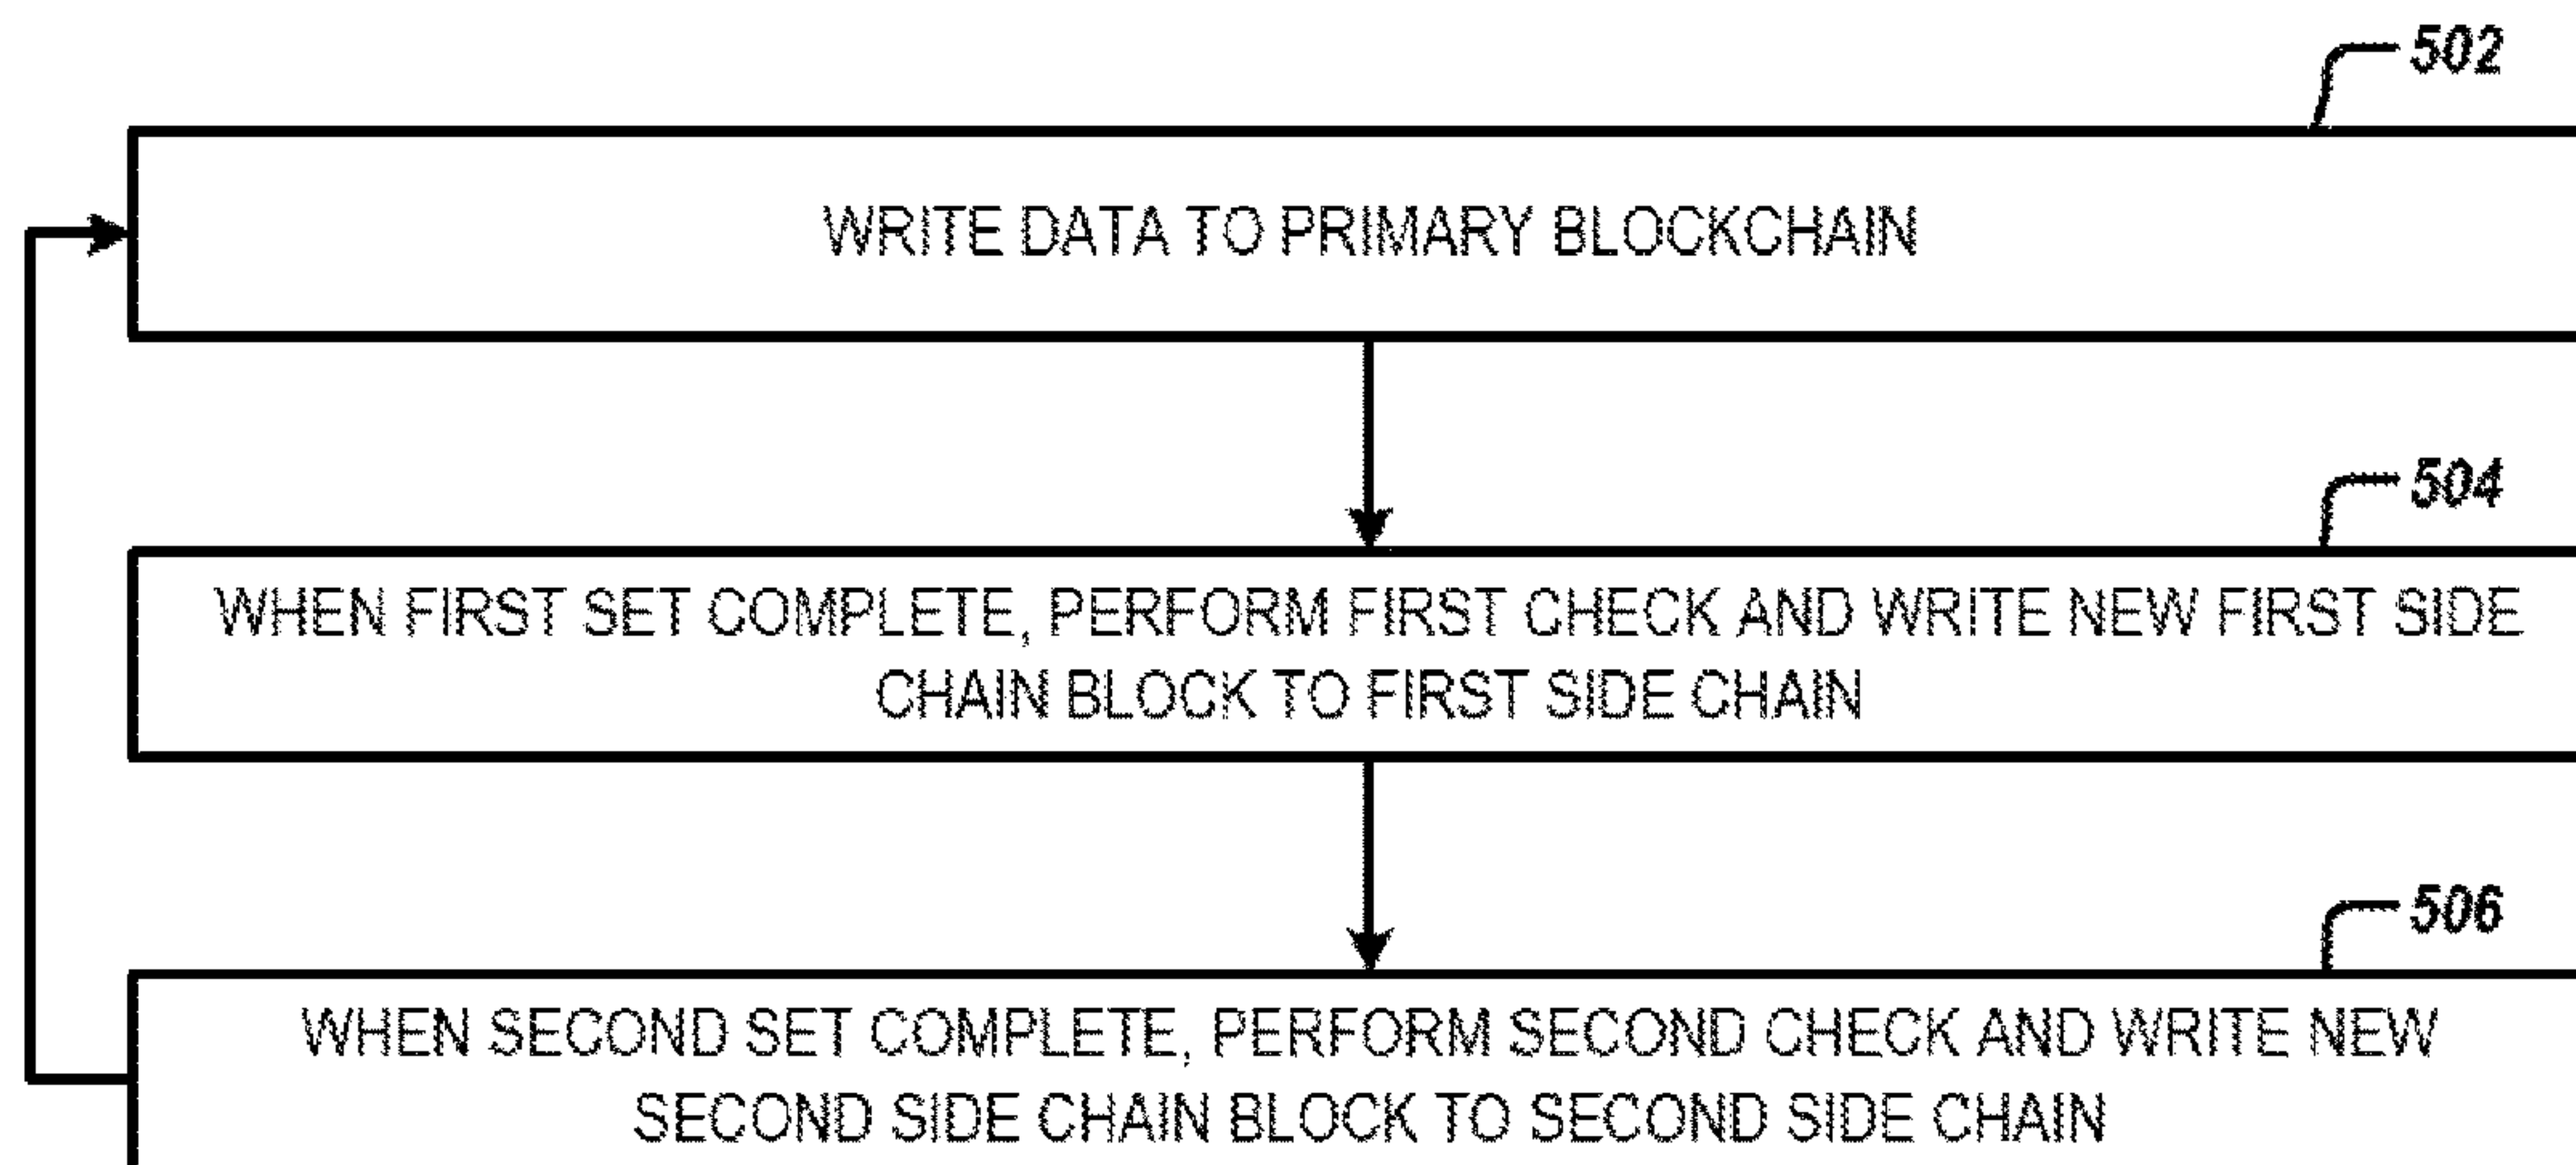 502
WRITE DATA TO PRIMARY BLOCKCHAIN
504
WHEN FIRST SET COMPLETE, PERFORM FIRST CHECK AND WRITE NEW FIRST SIDE
CHAIN BLOCK TO FIRST SIDE CHAIN
506
WHEN SECOND SET COMPLETE, PERFORM SECOND CHECK AND WRITE NEW
SECOND SIDE CHAIN BLOCK TO SECOND SIDE CHAIN